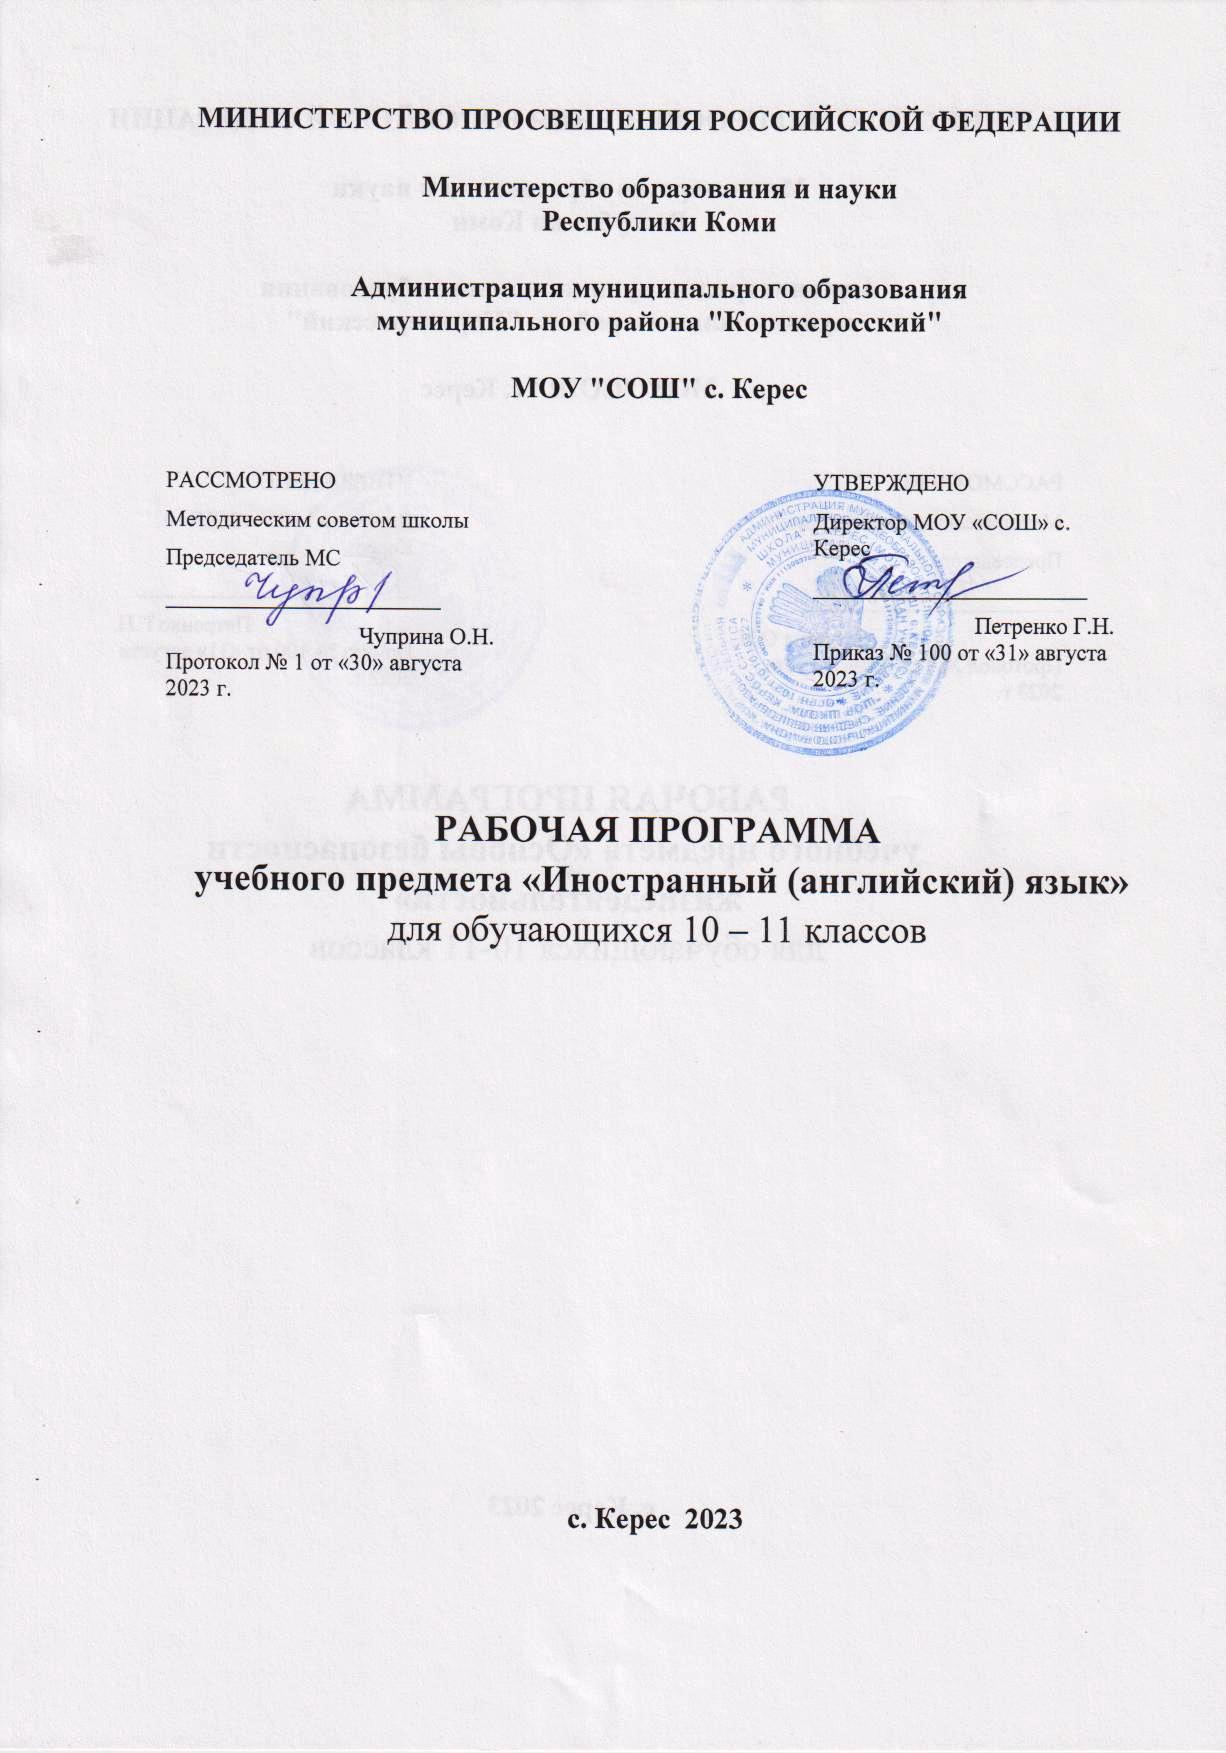 МИНИСТЕРСТВО ПРОСВЕЩЕНИЯ РОССИЙСКОЙ ФЕДЕРАЦИИ
Министерство образования и науки
Республики Коми
Администрация муниципального образования
муниципального района "Корткеросский"
МОУ "СОШ" с. Керес
РАССМОТРЕНО
Методическим советом школы
Председатель МС
Чуприна О.Н.
Протокол № 1 от «30» августа
2023 г.
УТВЕРЖДЕНО
Директор МОУ «СОШ» с.
Керес
Петренко Г.Н.
Приказ № 100 от «31» августа
2023 г.
РАБОЧАЯ ПРОГРАММА
учебного предмета «Иностранный (английский) язык»
для обучающихся 10 – 11 классов
с. Керес 2023